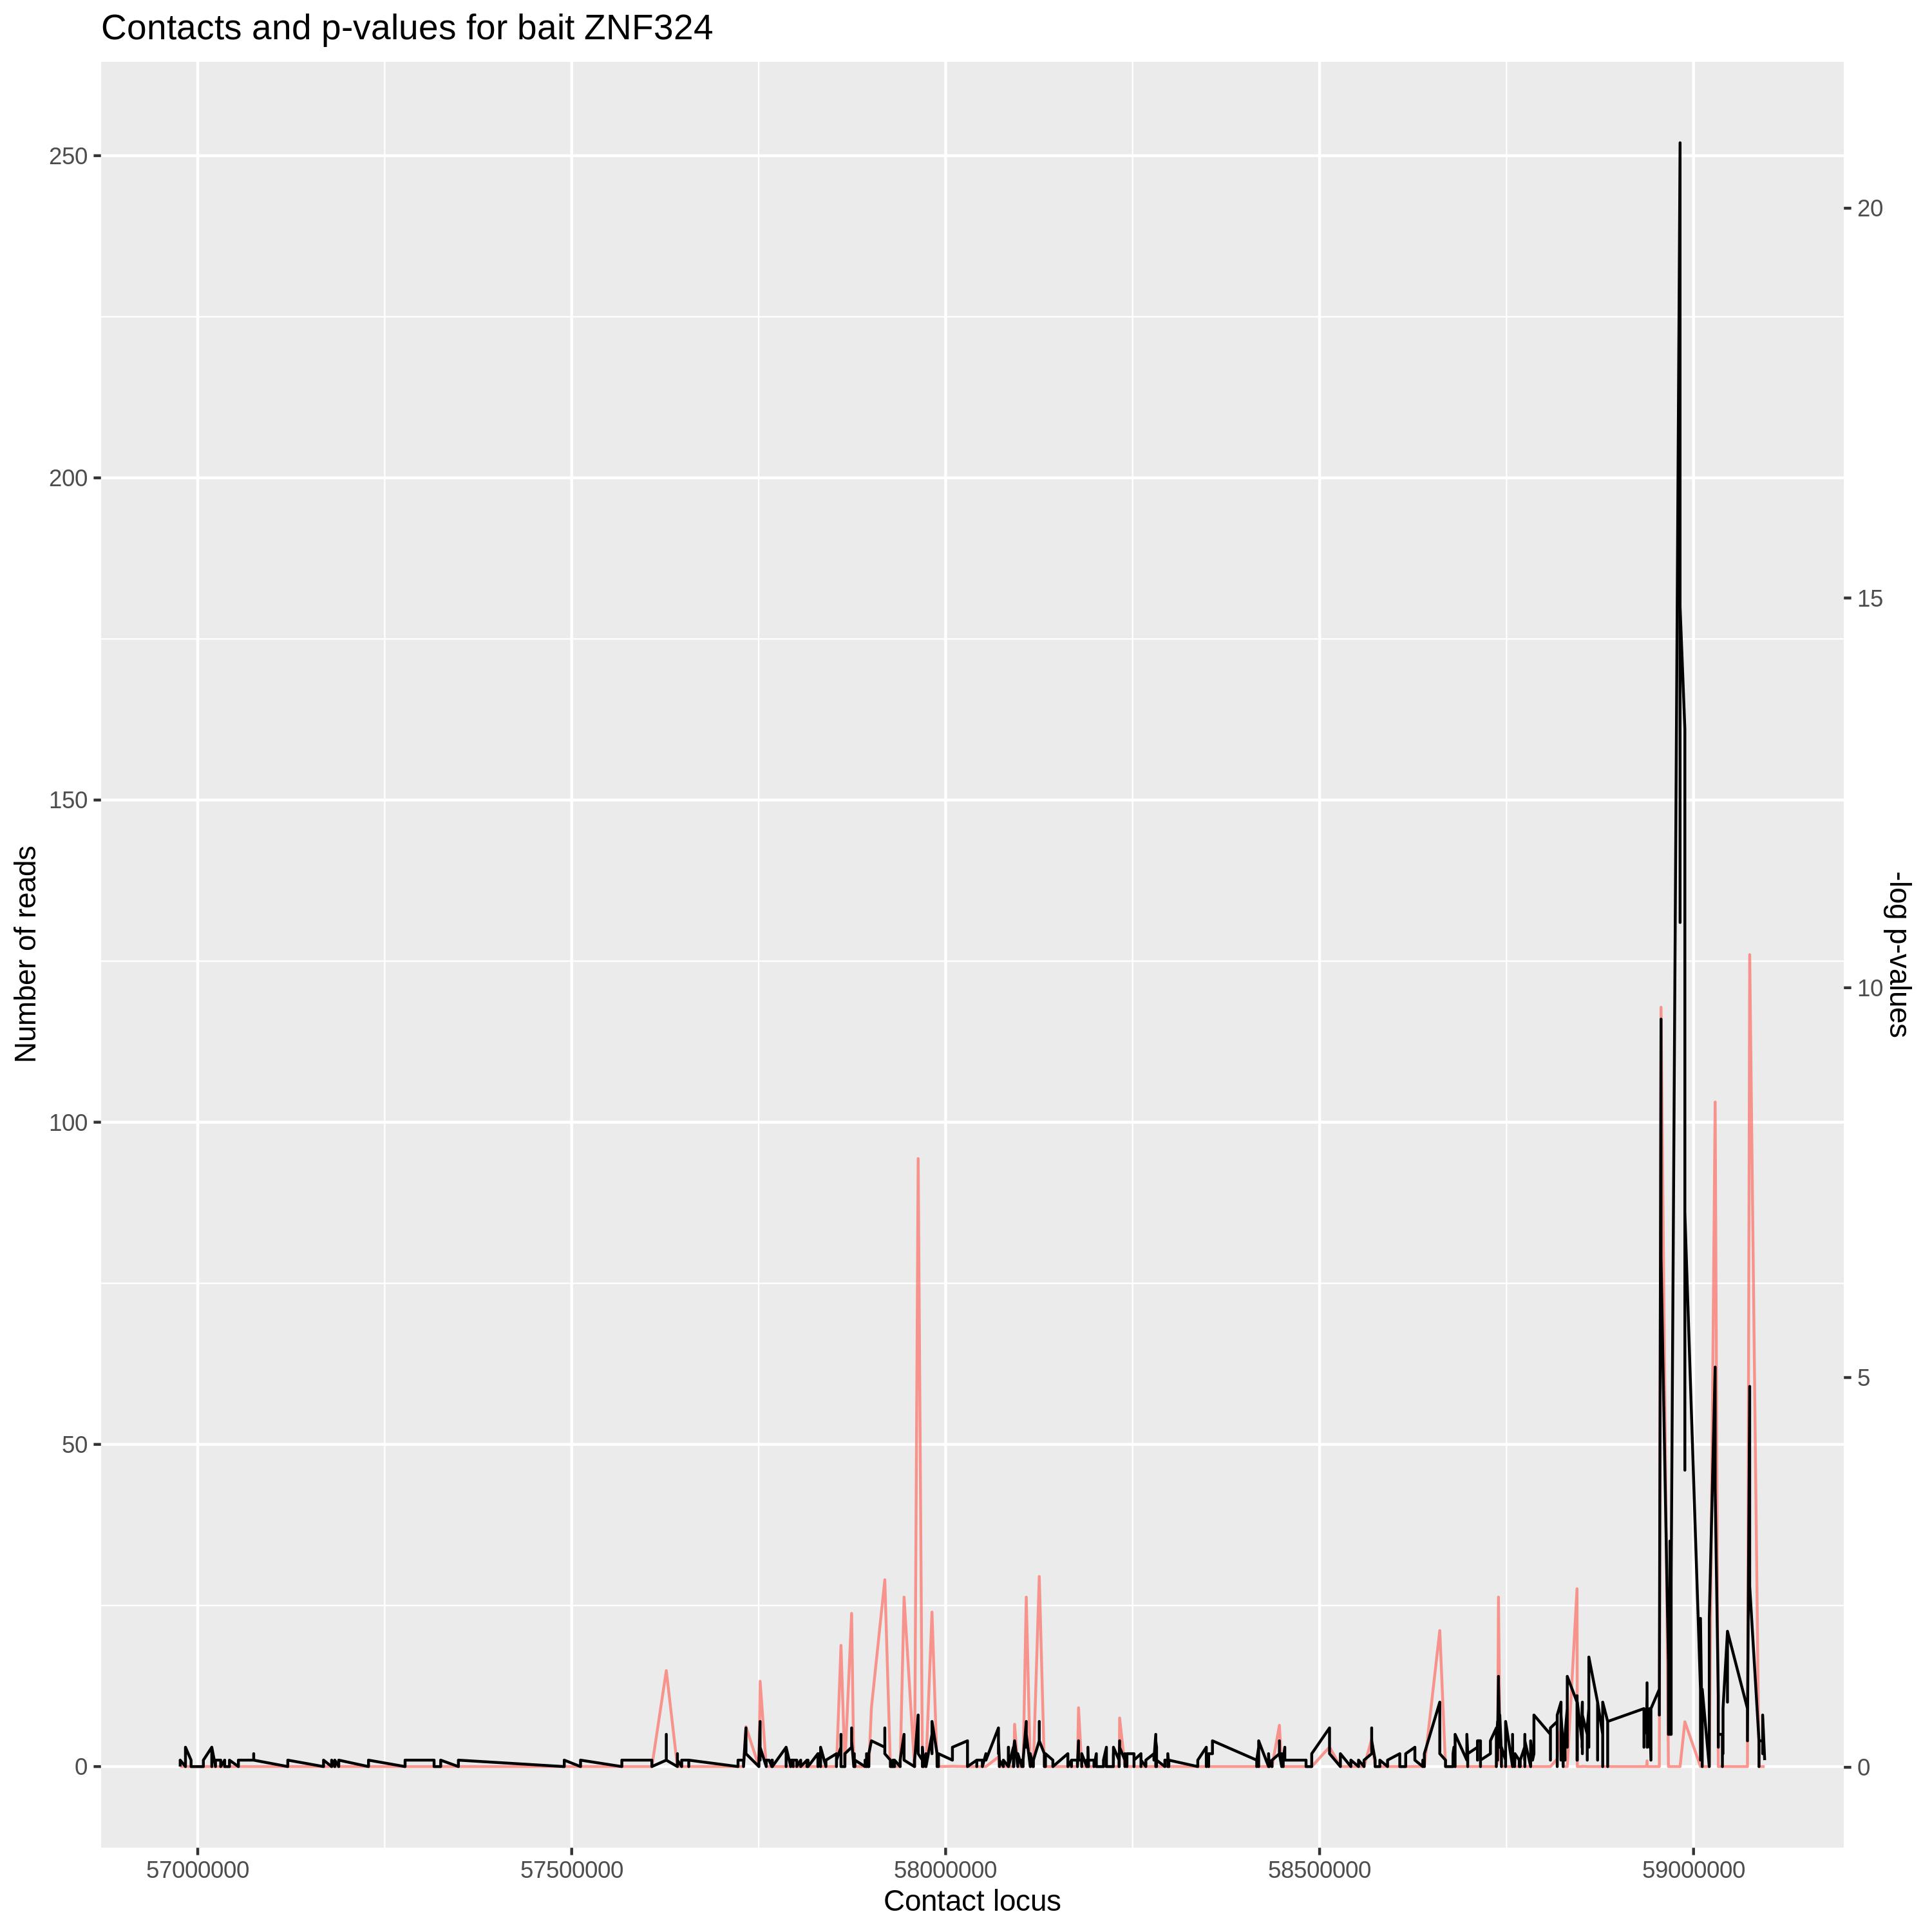 Contacts and p-values for bait ZNF324
250
200
150
100
50
0
Number of reads
20
15
10
5
0
-log p-values
57000000 57500000 58000000 58500000 59000000
Contact locus